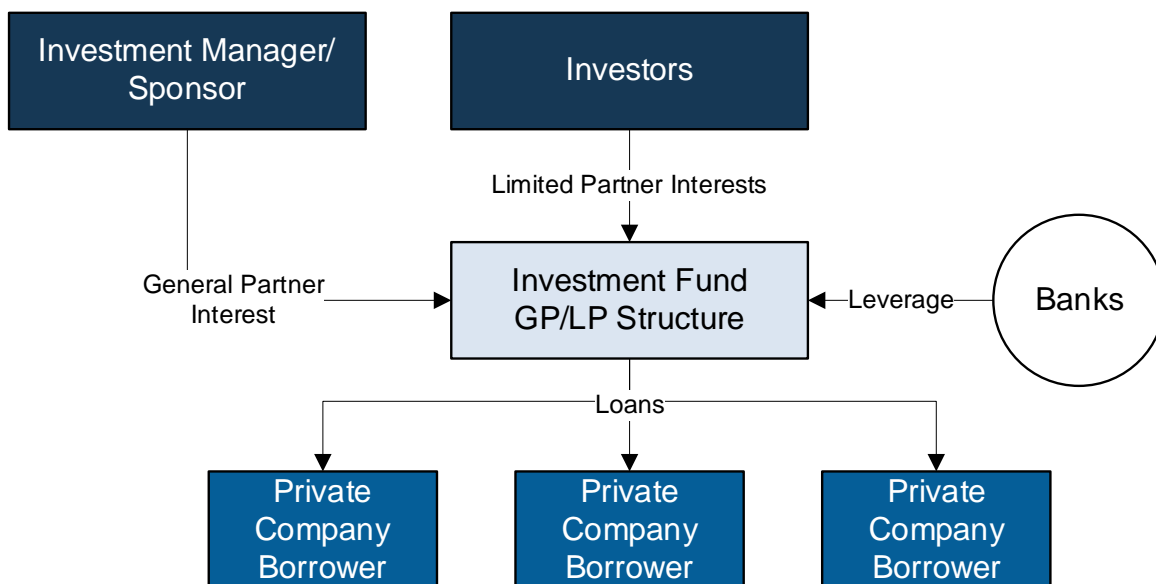 Investment Manager/
Sponsor
Investors
Limited Partner Interests
General Partner
Interest
Investment Fund
GP/LP Structure
Leverage
Banks
Loans
Private
Company
Borrower
Private
Company
Borrower
Private
Company
Borrower